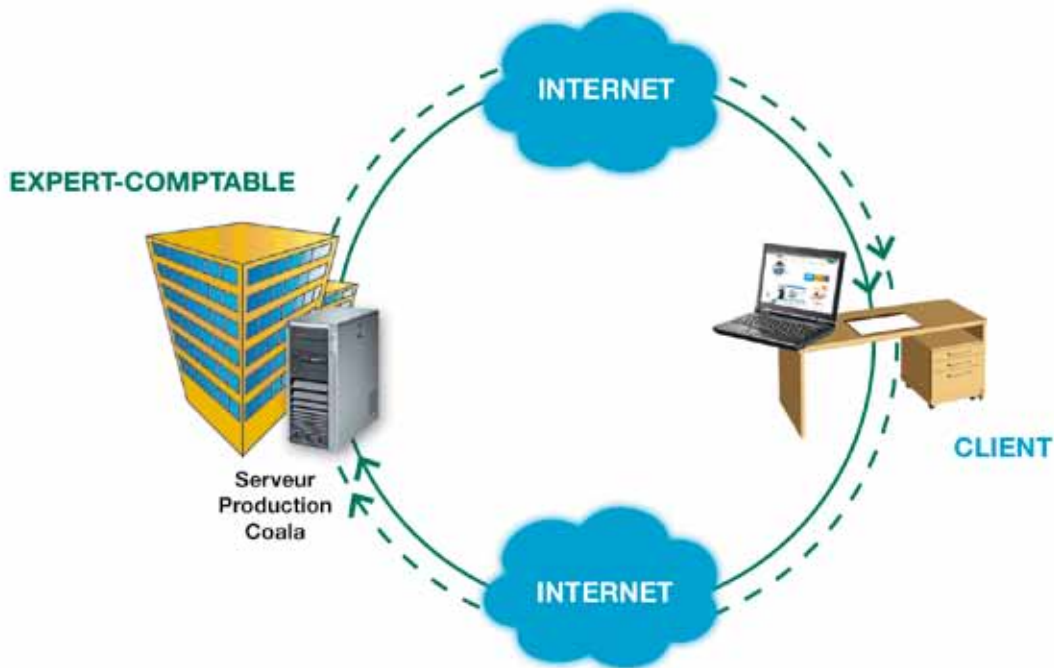 INTERNET
EXPERT-COMPTABLE
Serveur
Production
Coala
CLIENT
INTERNET